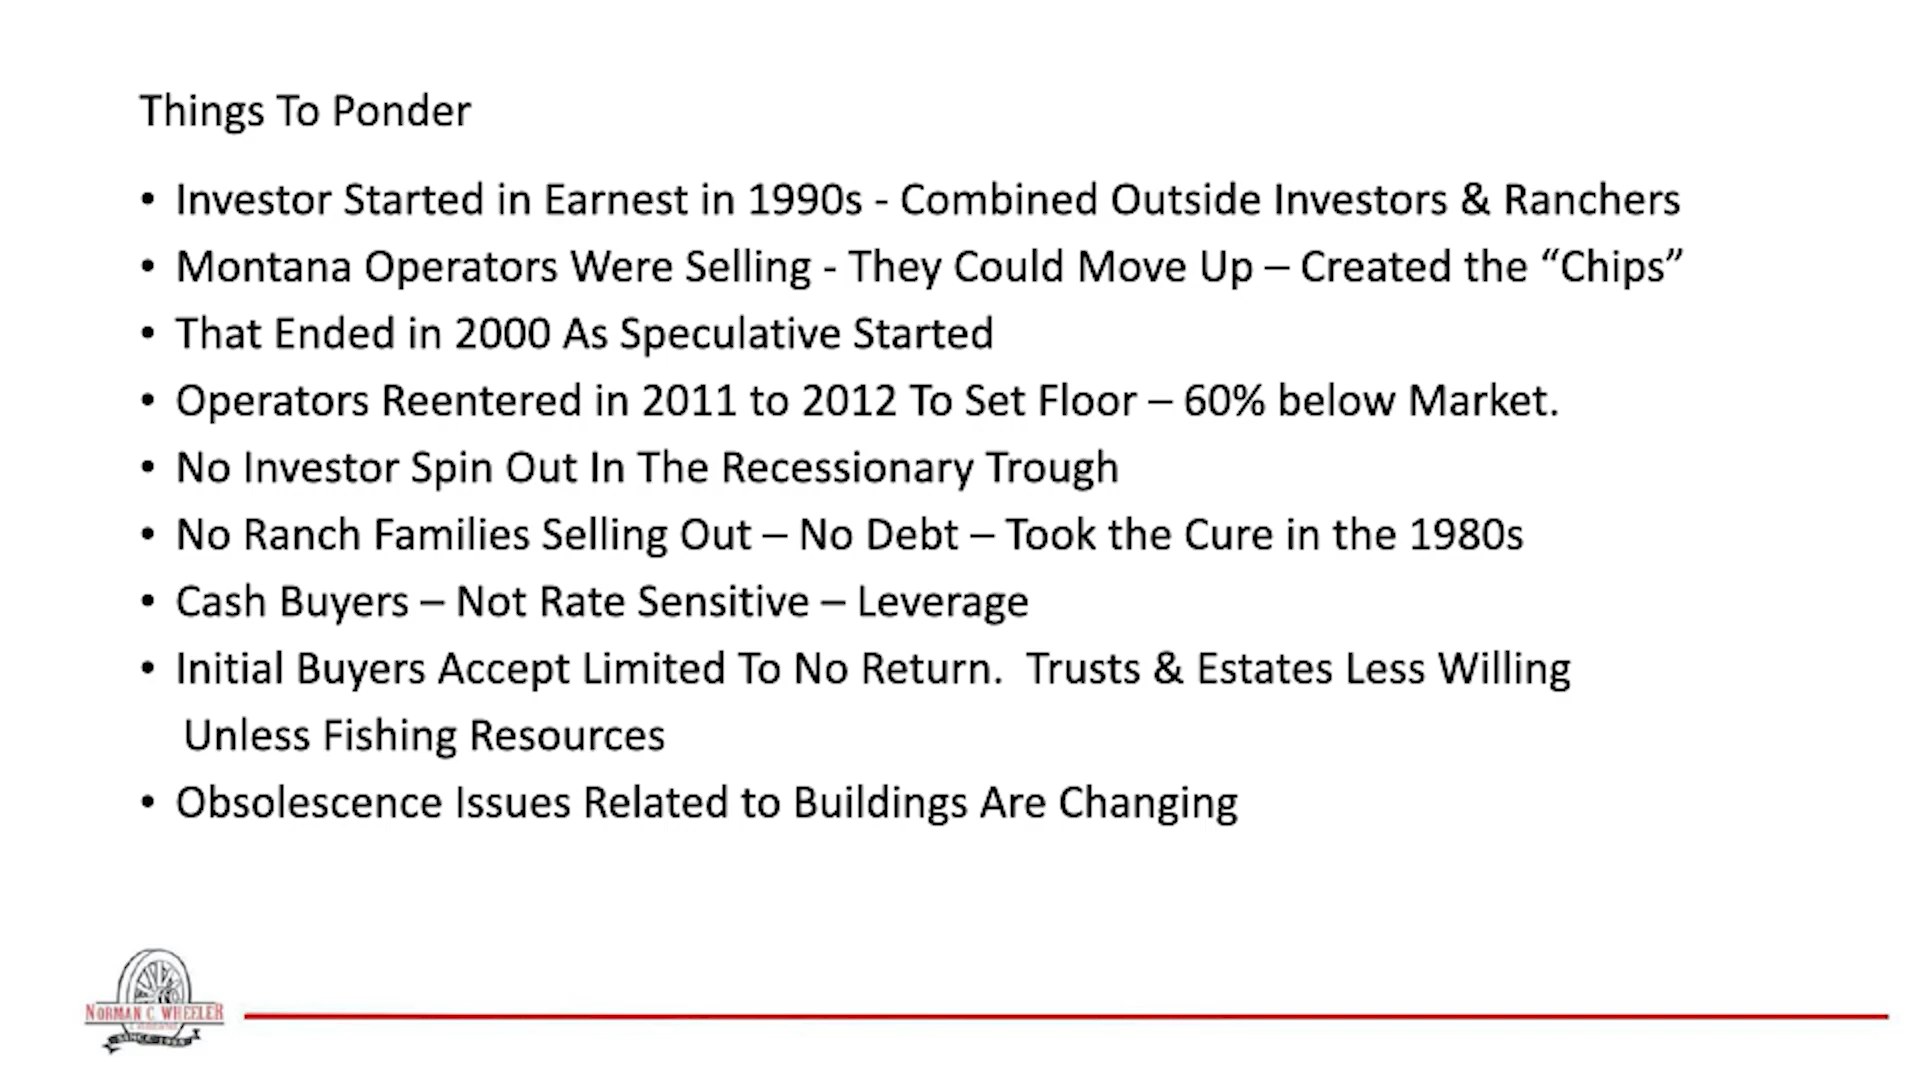 Things To Ponder
• Investor Started in Earnest in 1990s - Combined Outside Investors & Ranchers
• Montana Operators Were Selling - They Could Move Up – Created the “Chips”
• That Ended in 2000 As Speculative Started
• Operators Reentered in 2011 to 2012 To Set Floor – 60% below Market.
• No Investor Spin Out In The Recessionary Trough
• No Ranch Families Selling Out – No Debt – Took the Cure in the 1980s
• Cash Buyers – Not Rate Sensitive – Leverage
• Initial Buyers Accept Limited To No Return.  Trusts & Estates Less Willing
Unless Fishing Resources
• Obsolescence Issues Related to Buildings Are Changing
NORMAN C. WHEELER